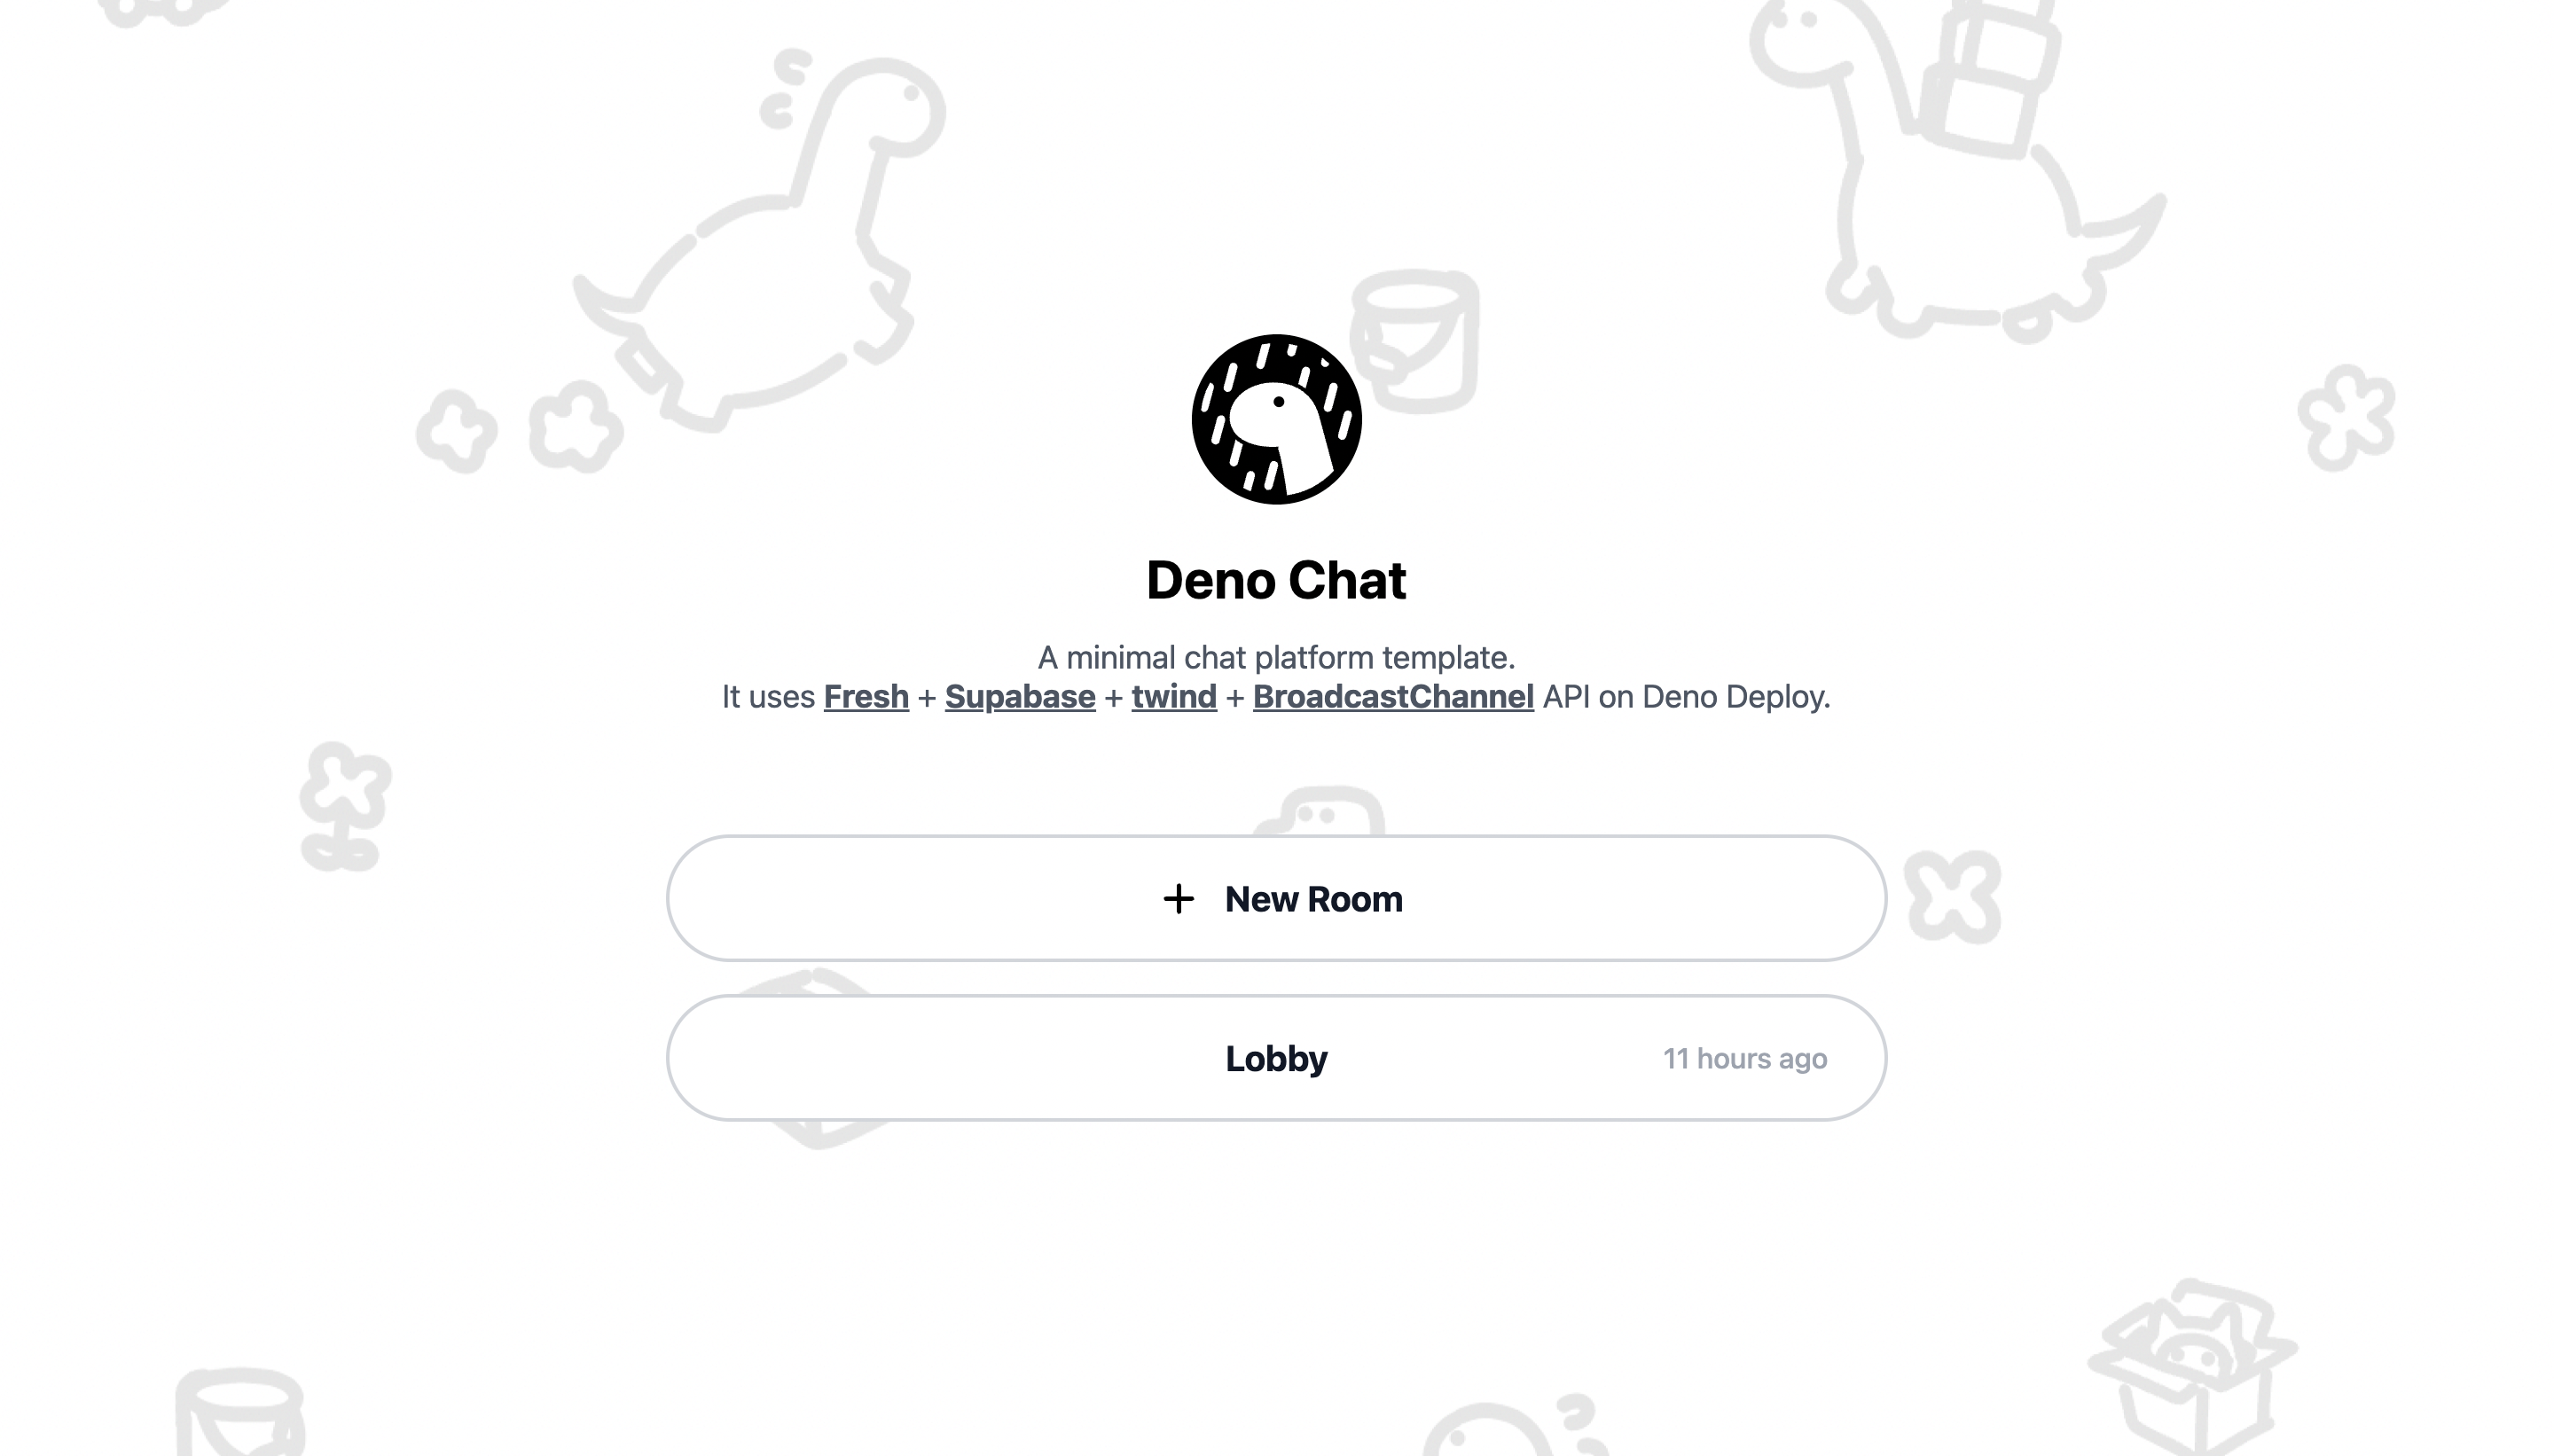 Deno Chat
A minimal chat platform template.
It uses Fresh + Supabase + twind + BroadcastChannel API on Deno Deploy.
+ New Room
Lobby 11 hours ago